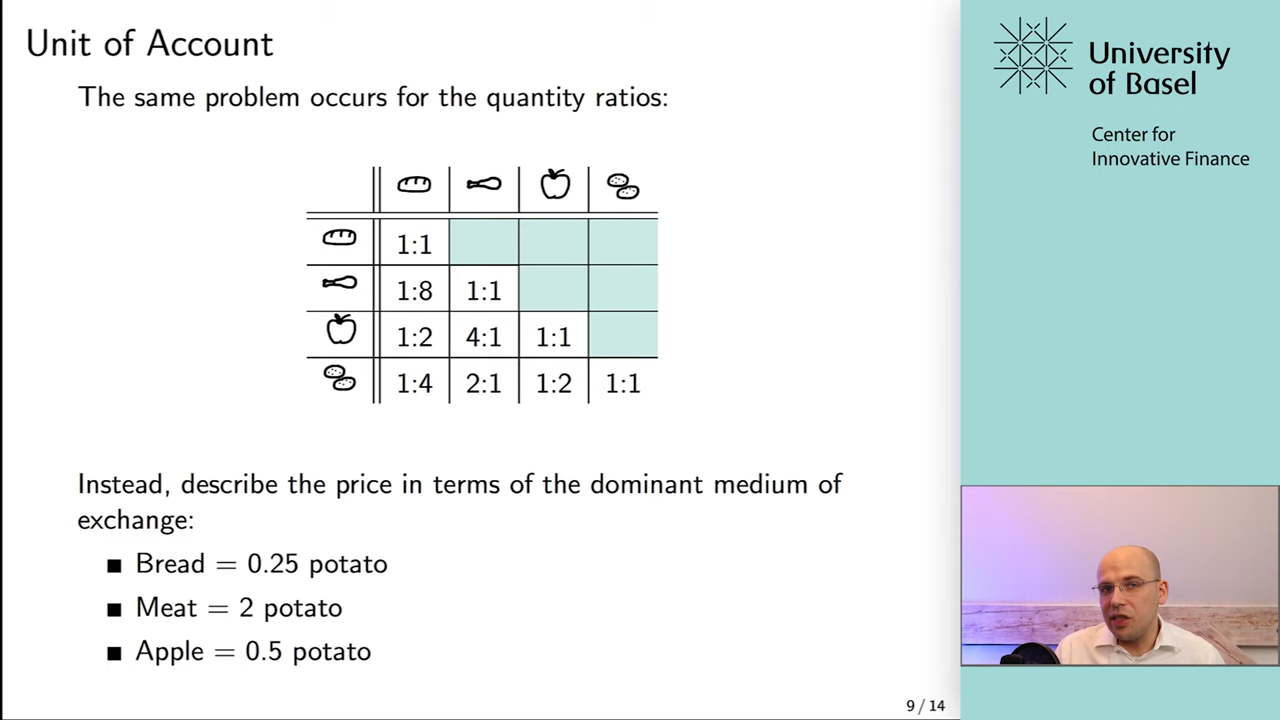 Unit of Account
The same problem occurs for the quantity ratios:
1:1
1:8 1:1
1:2 4:1 1:1
1:4 2:1 1:2 1:1
Instead, describe the price in terms of the dominant medium of
exchange:
Bread = 0.25 potato
Meat = 2 potato
Apple = 0.5 potato
9 / 14
University
of Basel
Center for
Innovative Finance